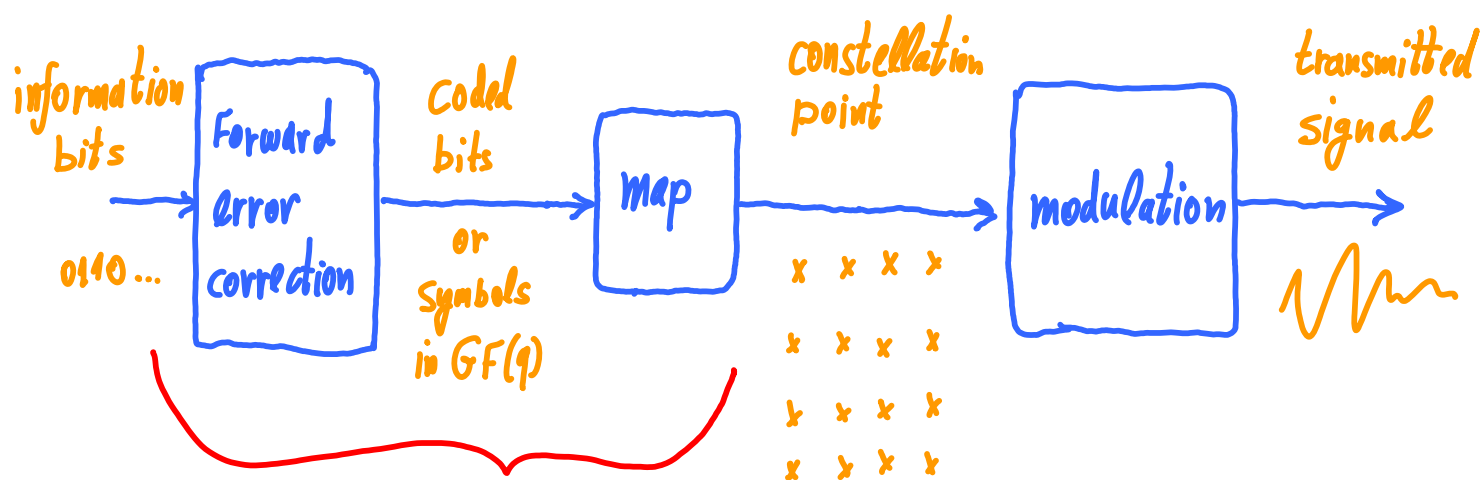 information
bits
0110...
Forward
error
correction
coded
bits
or
symbols
in GF(q)
map
constellation
point
x x x x
x x x x
x x x x
x x x x
modulation
transmitted
signal